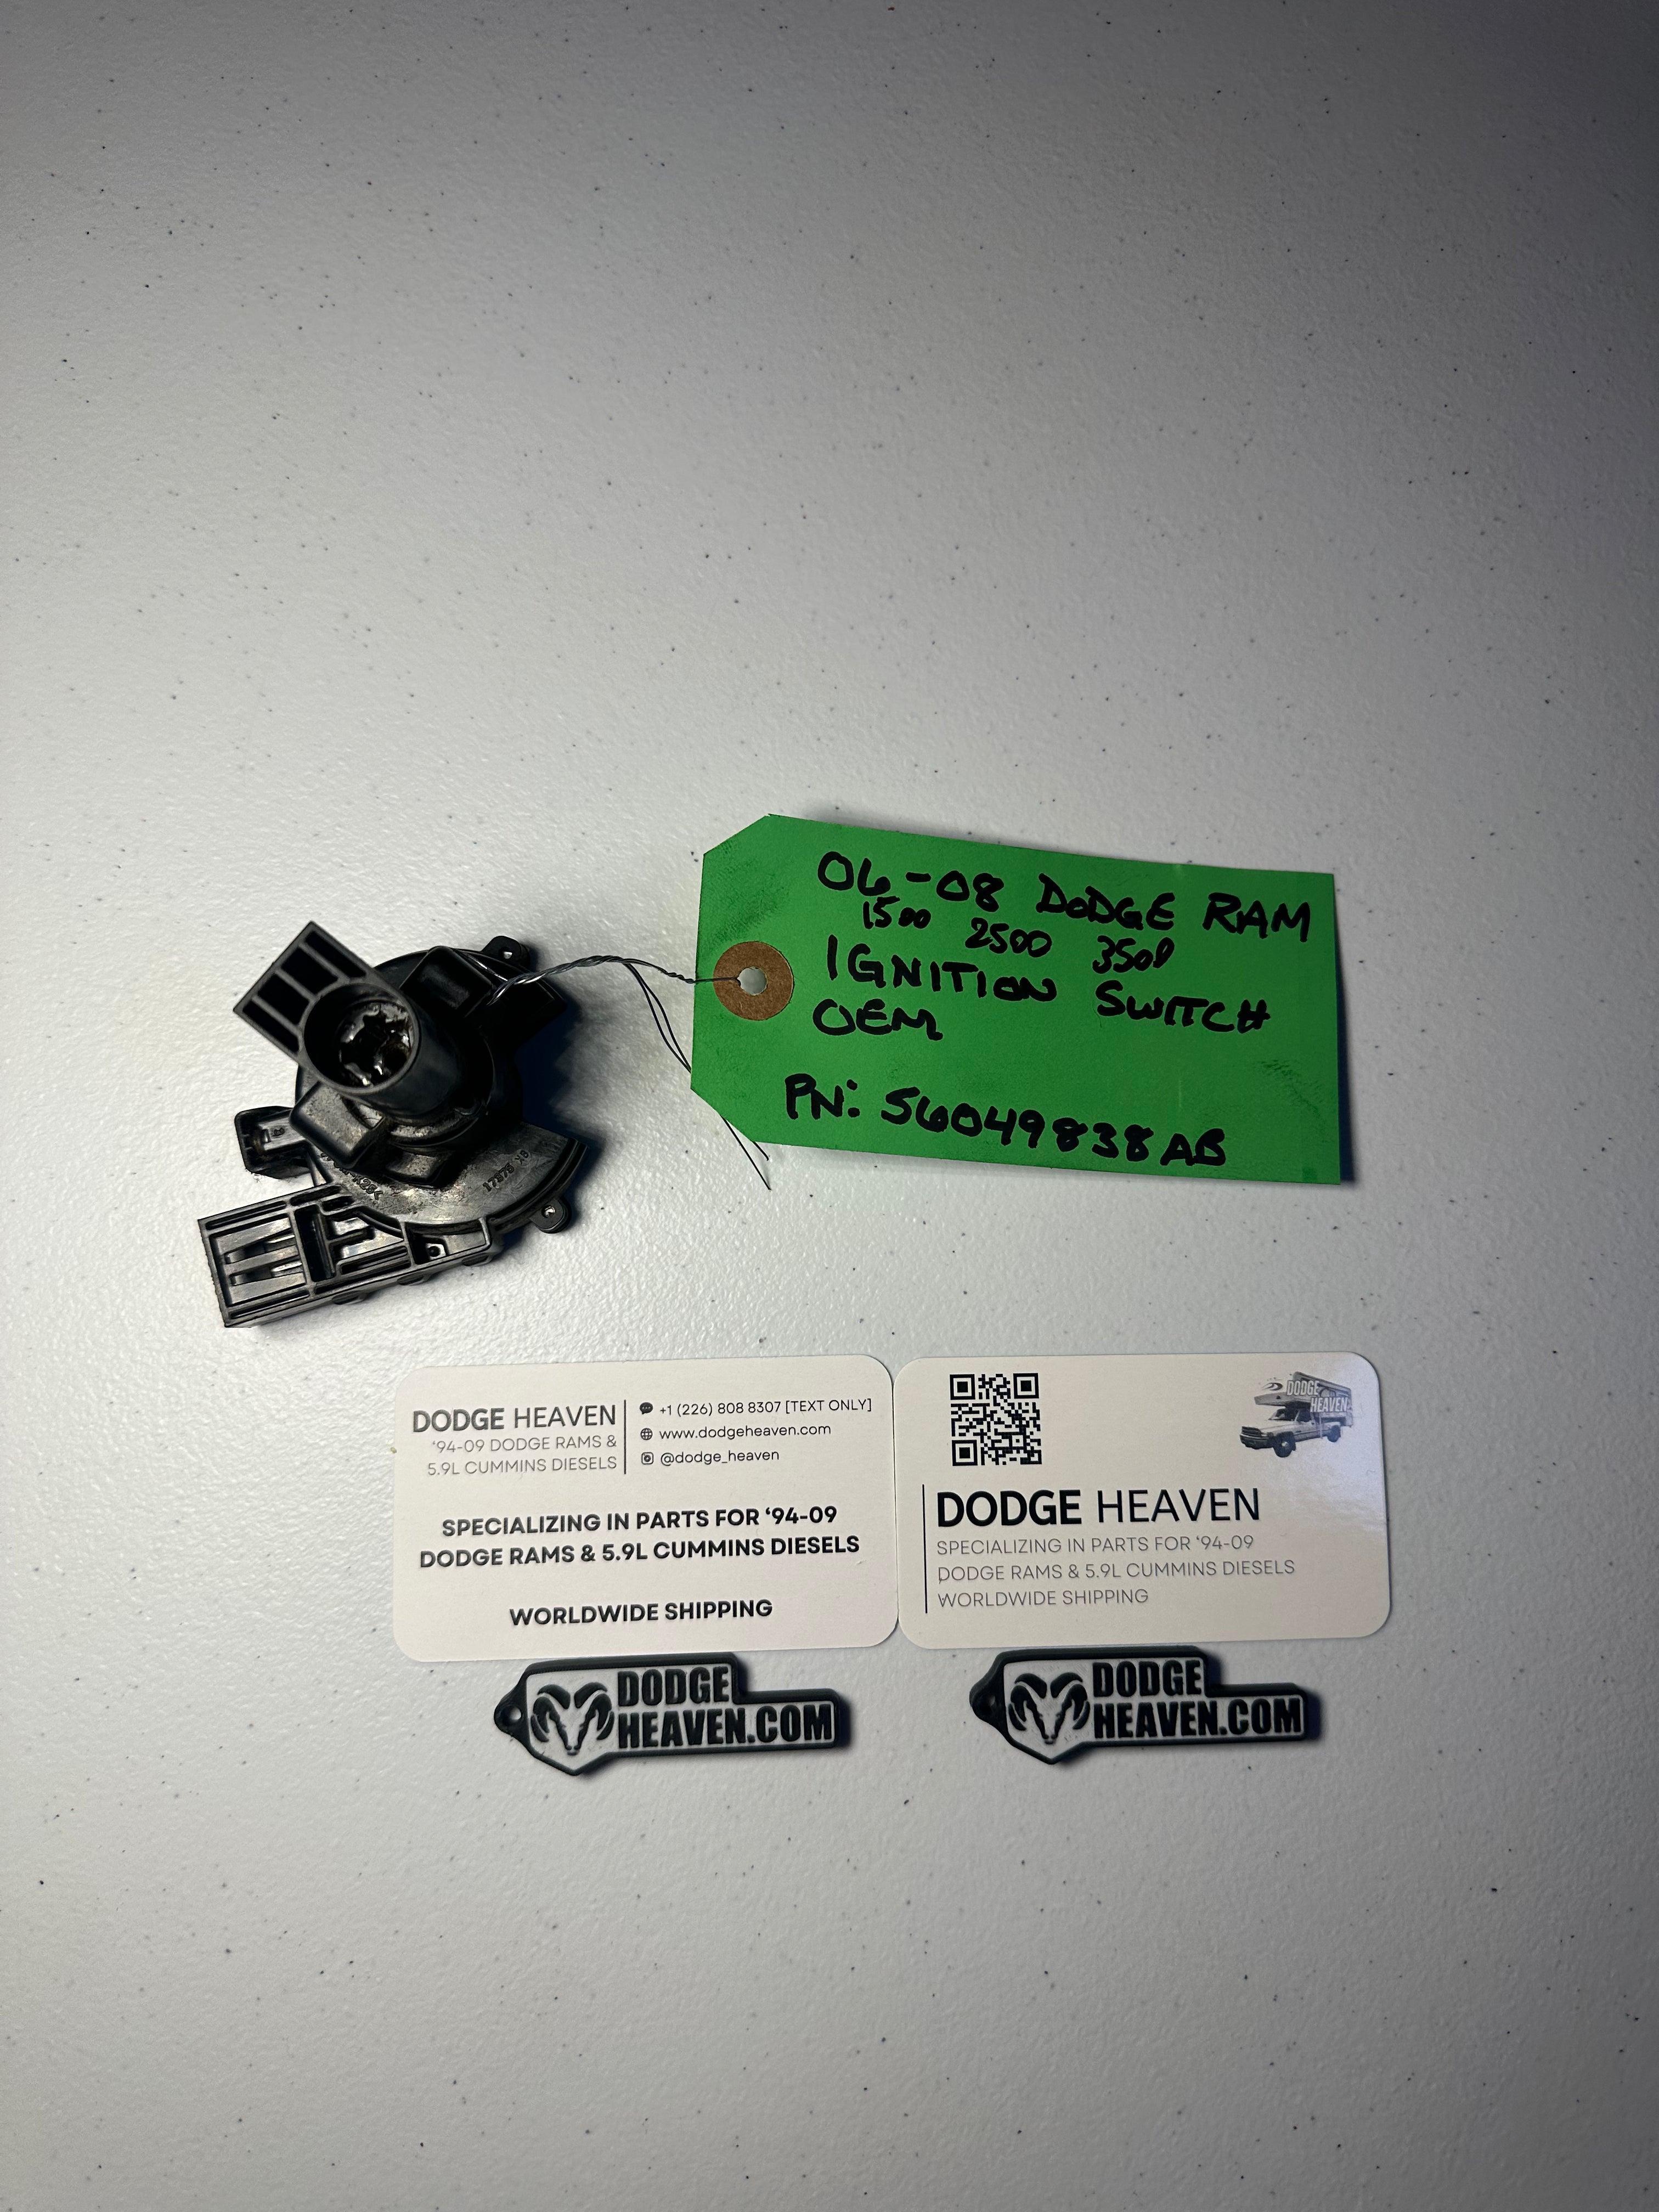 06-08 DODGE RAM
1500 2500 3500
IGNITION SWITCH
OEM
PN: 56049838AB
DODGE HEAVEN
'94-09 DODGE RAMS &
5.9L CUMMINS DIESELS
+1 (226) 808 8307 [TEXT ONLY]
www.dodgeheaven.com
@dodge_heaven
SPECIALIZING IN PARTS FOR '94-09
DODGE RAMS & 5.9L CUMMINS DIESELS
WORLDWIDE SHIPPING
DODGE
HEAVEN
DODGE HEAVEN
SPECIALIZING IN PARTS FOR '94-09
DODGE RAMS & 5.9L CUMMINS DIESELS
WORLDWIDE SHIPPING
DODGE
HEAVEN.COM
DODGE
HEAVEN.COM